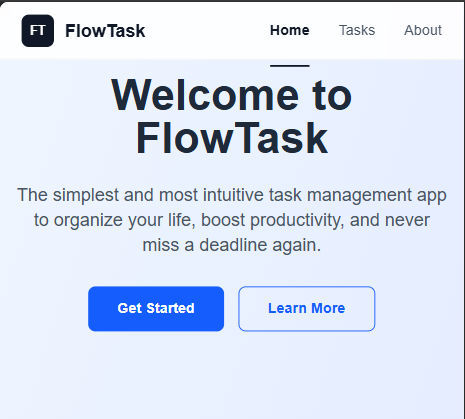 FT FlowTask Home Tasks About
Welcome to
FlowTask
The simplest and most intuitive task management app
to organize your life, boost productivity, and never
miss a deadline again.
Get Started Learn More